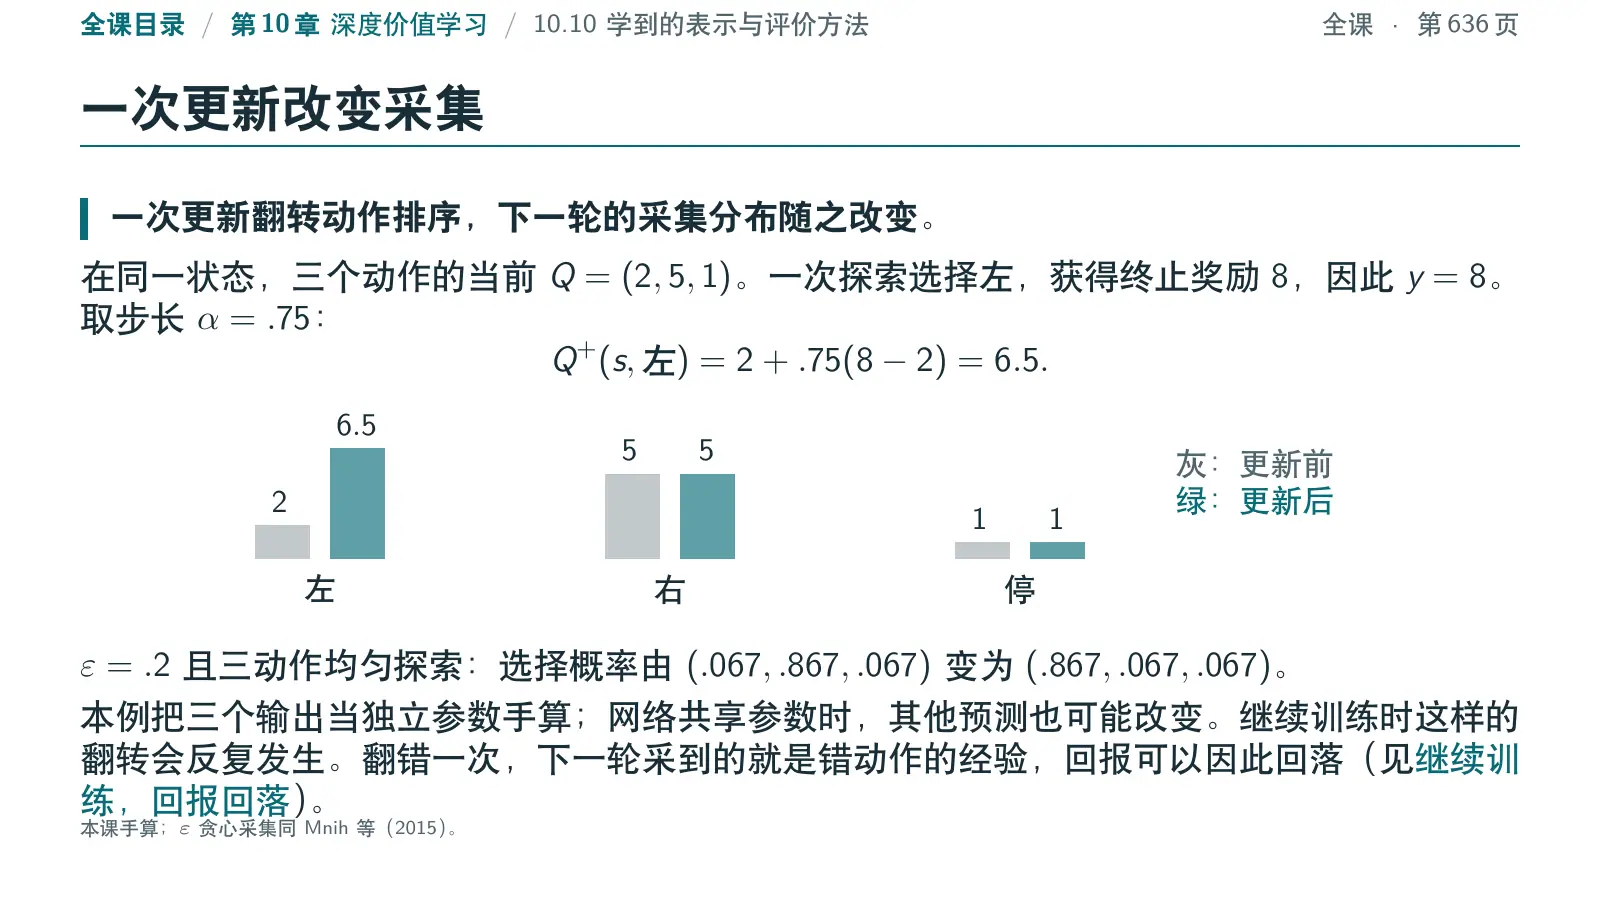 全课目录 / 第 10 章 深度价值学习 / 10.10 学到的表示与评价方法
全课 · 第 636 页
一次更新改变采集
一次更新翻转动作排序，下一轮的采集分布随之改变。
在同一状态，三个动作的当前 Q = (2, 5, 1)。一次探索选择左，获得终止奖励 8，因此 y = 8。
取步长 α = .75：
Q⁺(s, 左) = 2 + .75(8 − 2) = 6.5.
2 6.5 5 5 1 1
左 右 停
灰：更新前
绿：更新后
ε = .2 且三动作均匀探索：选择概率由 (.067, .867, .067) 变为 (.867, .067, .067)。
本例把三个输出当独立参数手算；网络共享参数时，其他预测也可能改变。继续训练时这样的
翻转会反复发生。翻错一次，下一轮采到的就是错动作的经验，回报可以因此回落（见继续训
练，回报回落）。
本课手算；ε 贪心采集同 Mnih 等 (2015)。